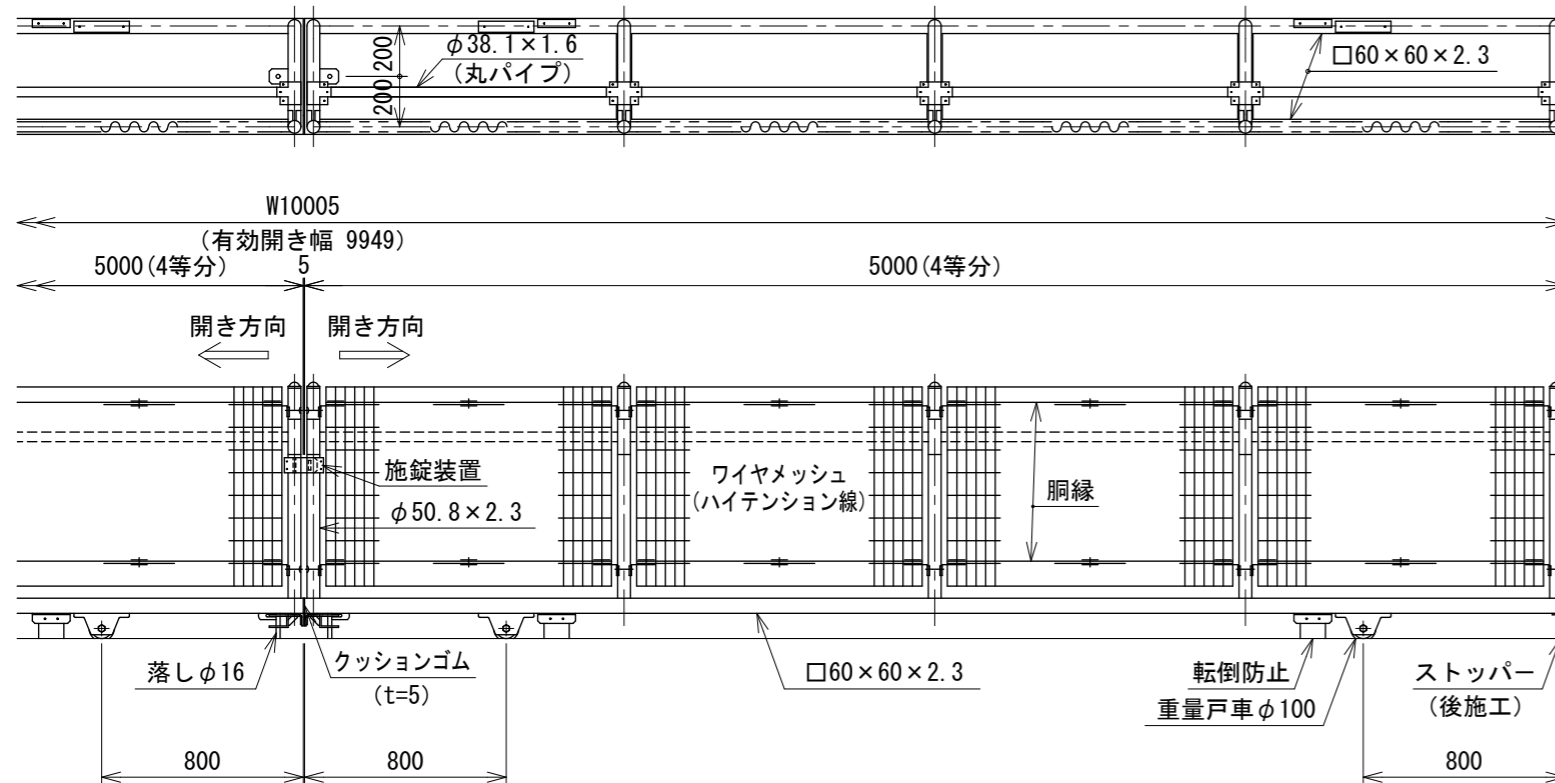 200
200
φ38.1×1.6
（丸パイプ）
□60×60×2.3
W10005
（有効開き幅 9949）
5000(4等分)
5
5000(4等分)
開き方向
開き方向
施錠装置
φ50.8×2.3
ワイヤメッシュ
(ハイテンション線)
胴縁
落しφ16
クッションゴム
(t=5)
□60×60×2.3
転倒防止
重量戸車φ100
ストッパー
（後施工）
800
800
800